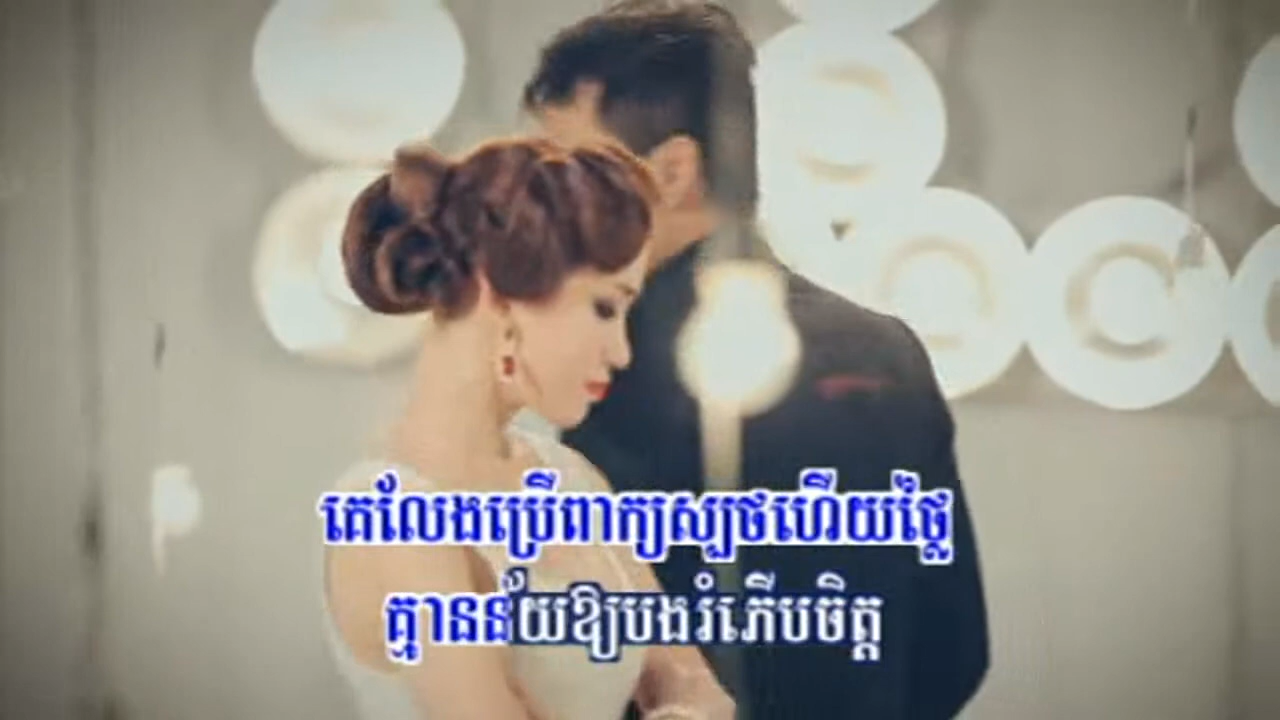 គេលែងប្រើពាក្យស្បថហើយថ្លៃ
គ្មានន័យឱ្យបងរំភើបចិត្ត